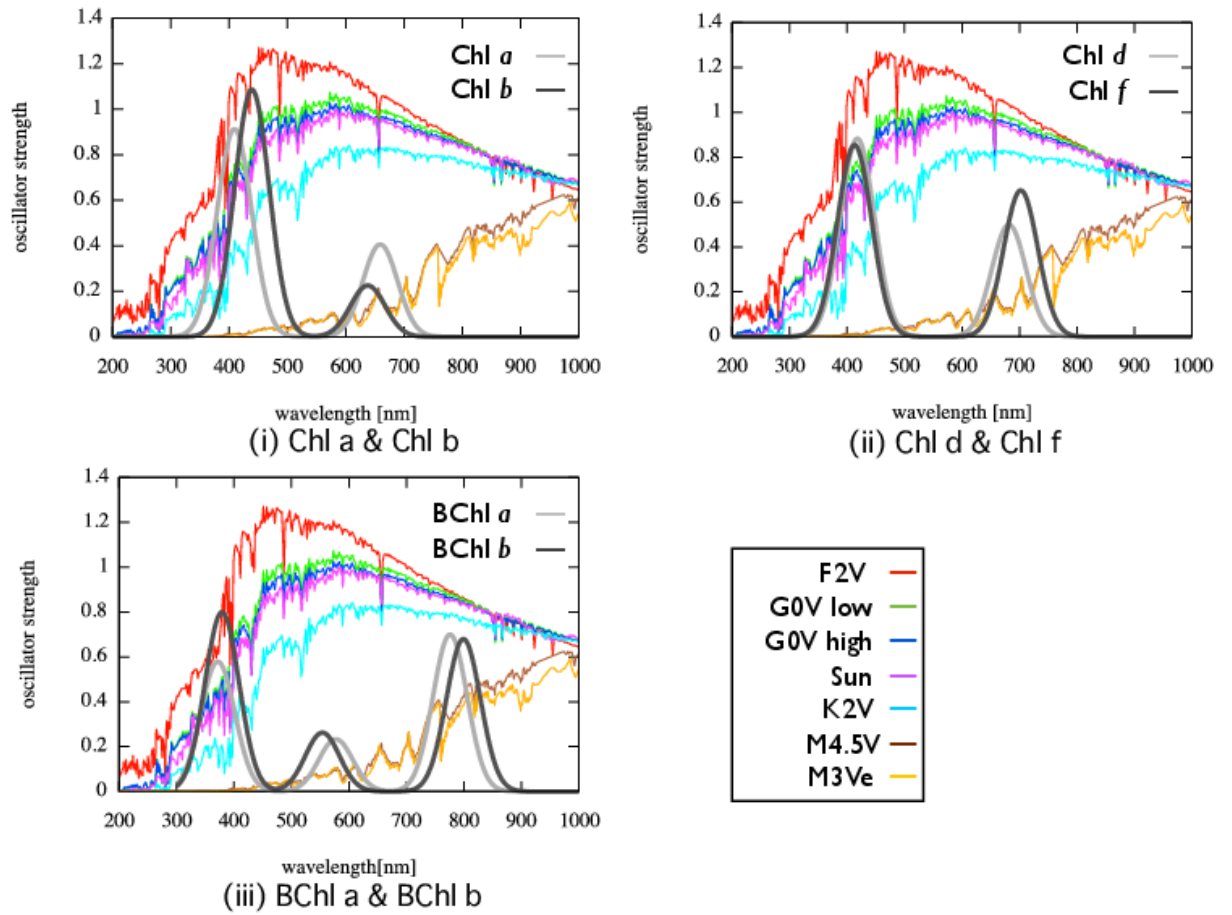 1.4
1.2
1
0.8
0.6
0.4
0.2
0
oscillator strength
Chl a
Chl b
200 300 400 500 600 700 800 900 1000
wavelength [nm]
(i) Chl a & Chl b
1.4
1.2
1
0.8
0.6
0.4
0.2
0
oscillator strength
Chl d
Chl f
200 300 400 500 600 700 800 900 1000
wavelength [nm]
(ii) Chl d & Chl f
1.4
1.2
1
0.8
0.6
0.4
0.2
0
oscillator strength
BChl a
BChl b
200 300 400 500 600 700 800 900 1000
wavelength[nm]
(iii) BChl a & BChl b
F2V
G0V low
G0V high
Sun
K2V
M4.5V
M3Ve